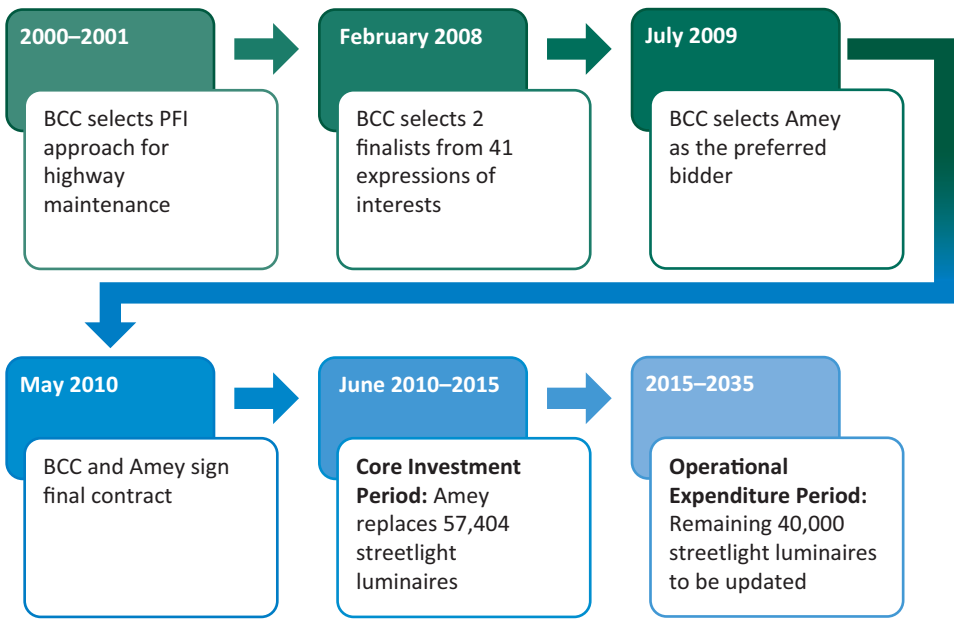 2000–2001
BCC selects PFI
approach for
highway
maintenance
February 2008
BCC selects 2
finalists from 41
expressions of
interests
July 2009
BCC selects Amey
as the preferred
bidder
May 2010
BCC and Amey sign
final contract
June 2010–2015
Core Investment
Period: Amey
replaces 57,404
streetlight
luminaires
2015–2035
Operational
Expenditure Period:
Remaining 40,000
streetlight luminaires
to be updated